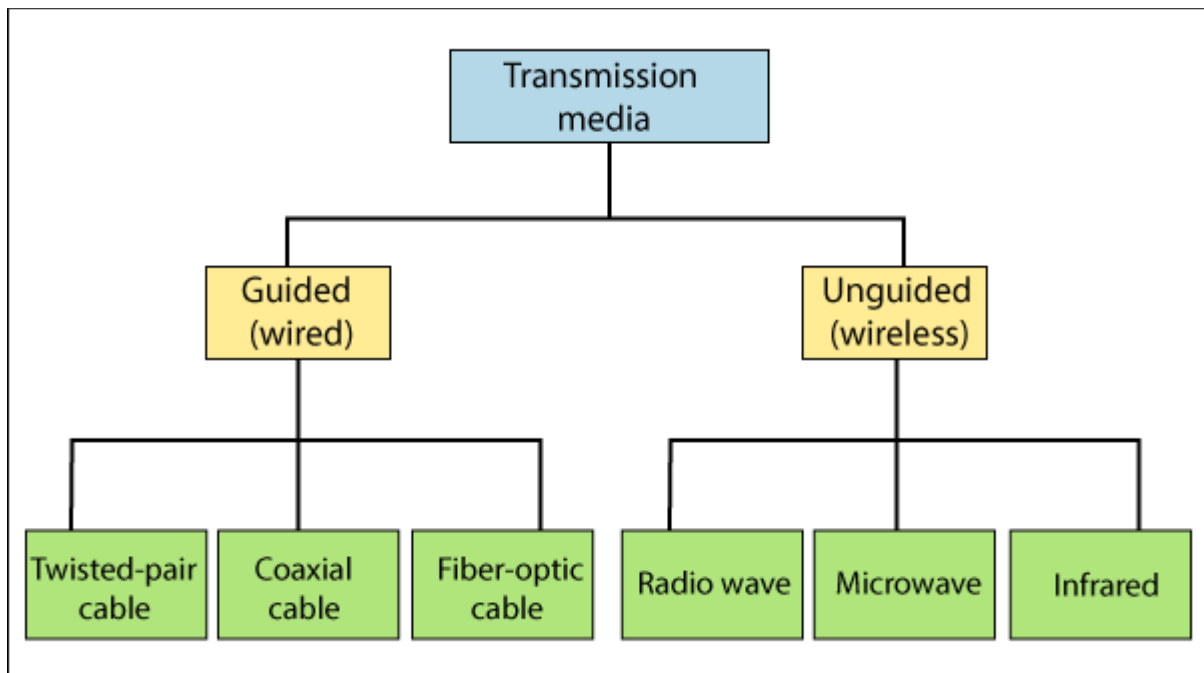 Transmission
media
Guided
(wired)
Unguided
(wireless)
Twisted-pair
cable
Coaxial
cable
Fiber-optic
cable
Radio wave
Microwave
Infrared